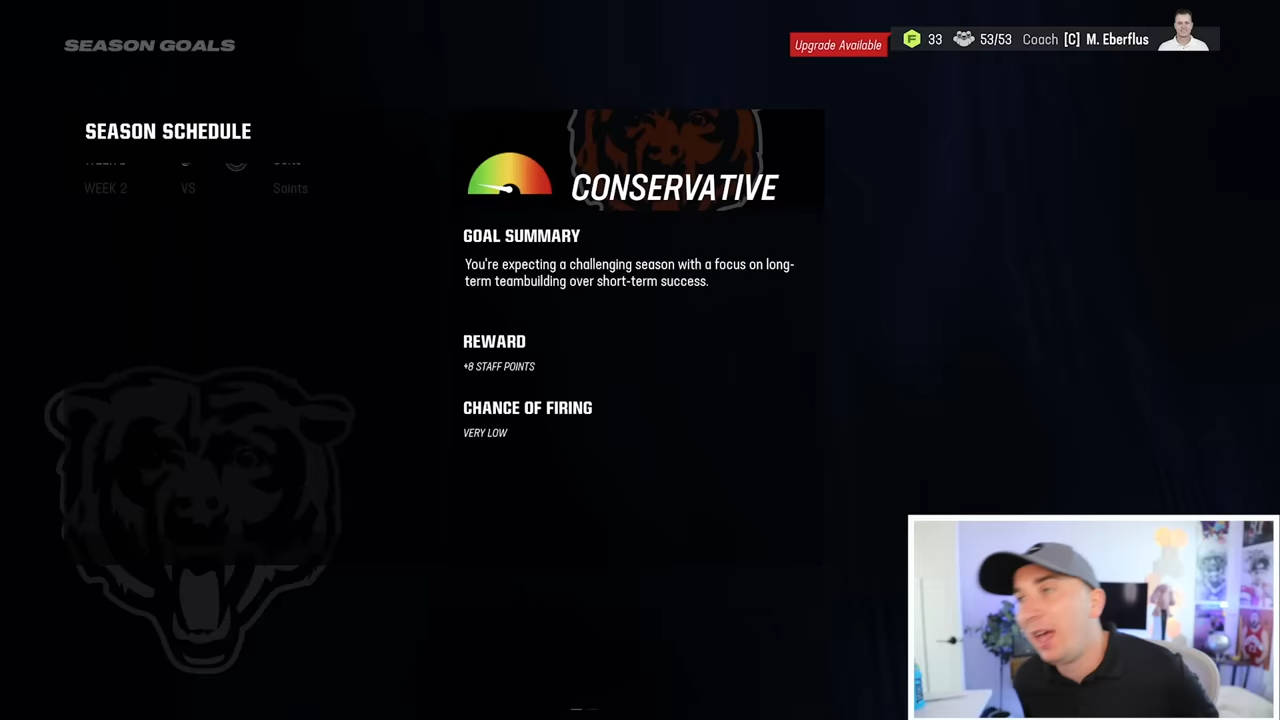 SEASON GOALS
Upgrade Available
F 33 53/53 Coach [C] M. Eberflus
SEASON SCHEDULE
WEEK 2 VS Saints
CONSERVATIVE
GOAL SUMMARY
You're expecting a challenging season with a focus on long-
term teambuilding over short-term success.
REWARD
+8 STAFF POINTS
CHANCE OF FIRING
VERY LOW